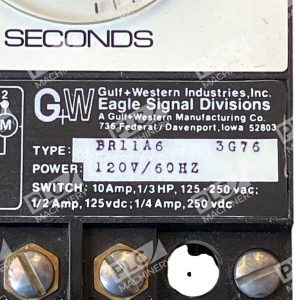 SECONDS
2
M
G+W
Gulf+Western Industries, Inc.
Eagle Signal Divisions
A Gulf+Western Manufacturing Co.
736 Federal / Davenport, Iowa 52803
TYPE: BR11A6 3G76
POWER: 120V/60HZ
SWITCH: 10Amp, 1/3 HP, 125-250 vac;
1/2 Amp, 125vdc; 1/4 Amp, 250 vdc